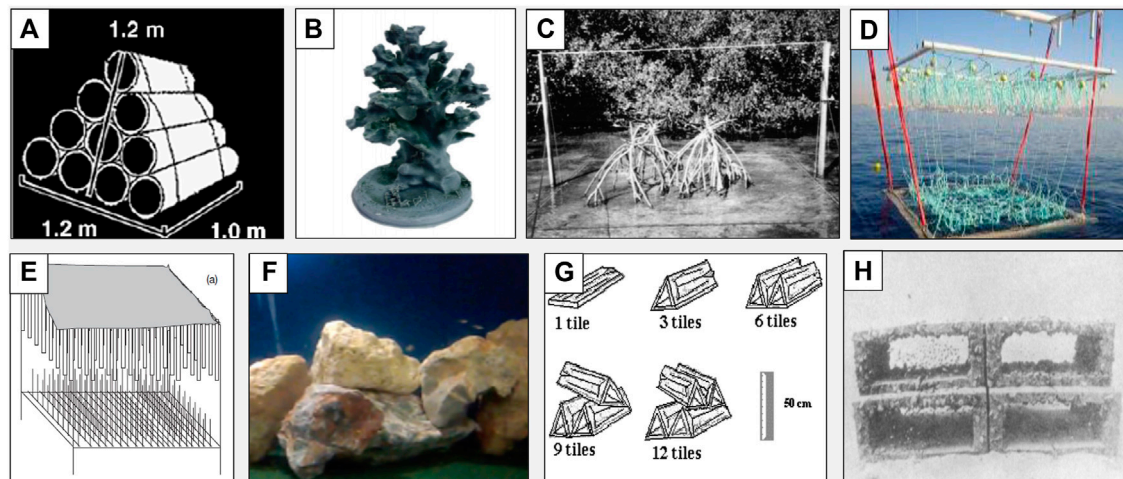 A
1.2 m
1.2 m
1.0 m
B
C
D
E
(a)
F
G
1 tile
3 tiles
6 tiles
9 tiles
12 tiles
50 cm
H